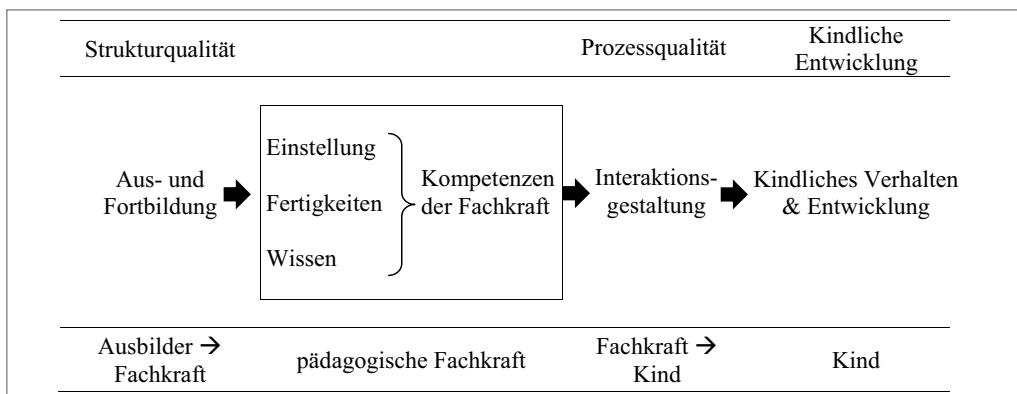 Strukturqualität
Prozessqualität
Kindliche
Entwicklung
Aus- und
Fortbildung
Einstellung
Fertigkeiten
Wissen
Kompetenzen
der Fachkraft
Interaktions-
gestaltung
Kindliches Verhalten
& Entwicklung
Ausbilder →
Fachkraft
pädagogische Fachkraft
Fachkraft →
Kind
Kind